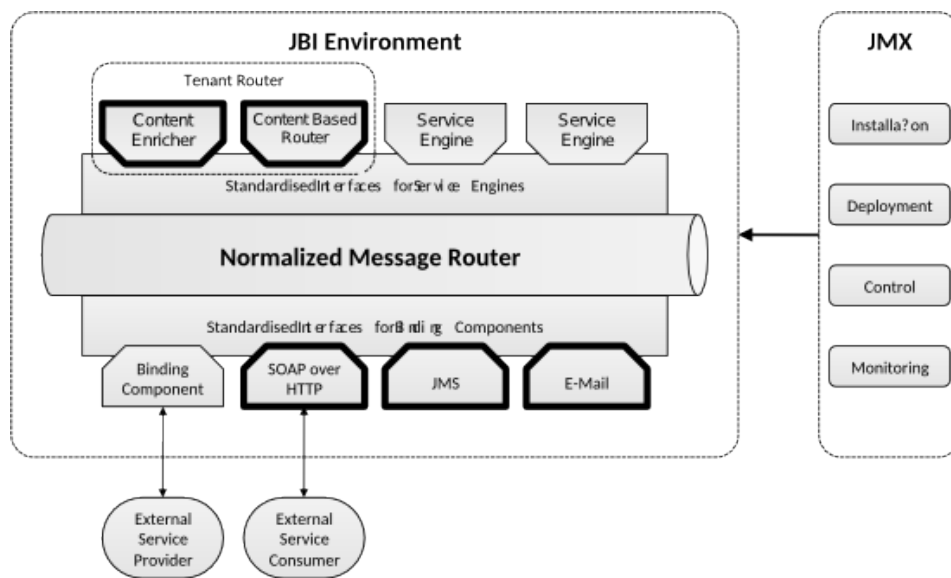 JBI Environment
JMX
Tenant Router
Content
Enricher
Content Based
Router
Service
Engine
Service
Engine
StandardisedInterfaces forService Engines
Normalized Message Router
StandardisedInterfaces forBinding Components
Binding
Component
SOAP over
HTTP
JMS
E-Mail
External
Service
Provider
External
Service
Consumer
Installa?on
Deployment
Control
Monitoring